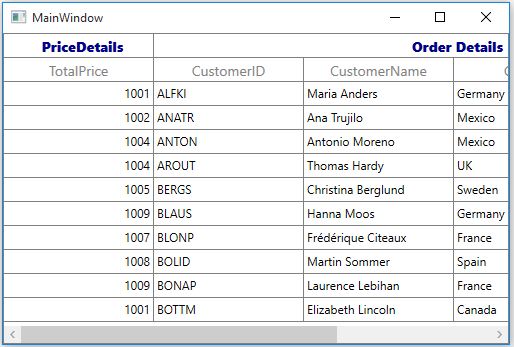 MainWindow
PriceDetails Order Details
TotalPrice CustomerID CustomerName
1001 ALFKI Maria Anders Germany
1002 ANATR Ana Trujilo Mexico
1004 ANTON Antonio Moreno Mexico
1004 AROUT Thomas Hardy UK
1005 BERGS Christina Berglund Sweden
1009 BLAUS Hanna Moos Germany
1007 BLONP Frédérique Citeaux France
1008 BOLID Martin Sommer Spain
1009 BONAP Laurence Lebihan France
1001 BOTTM Elizabeth Lincoln Canada